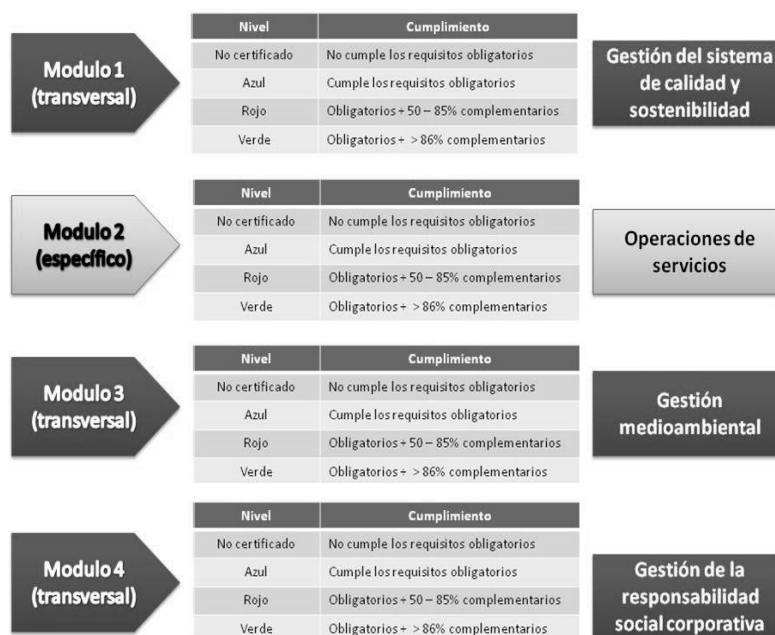 Modulo 1
(transversal)
Nivel Cumplimiento
No certificado No cumple los requisitos obligatorios
Azul Cumple los requisitos obligatorios
Rojo Obligatorios + 50 – 85% complementarios
Verde Obligatorios + > 86% complementarios
Gestión del sistema
de calidad y
sostenibilidad
Modulo 2
(específico)
Nivel Cumplimiento
No certificado No cumple los requisitos obligatorios
Azul Cumple los requisitos obligatorios
Rojo Obligatorios + 50 – 85% complementarios
Verde Obligatorios + > 86% complementarios
Operaciones de
servicios
Modulo 3
(transversal)
Nivel Cumplimiento
No certificado No cumple los requisitos obligatorios
Azul Cumple los requisitos obligatorios
Rojo Obligatorios + 50 – 85% complementarios
Verde Obligatorios + > 86% complementarios
Gestión
medioambiental
Modulo 4
(transversal)
Nivel Cumplimiento
No certificado No cumple los requisitos obligatorios
Azul Cumple los requisitos obligatorios
Rojo Obligatorios + 50 – 85% complementarios
Verde Obligatorios + > 86% complementarios
Gestión de la
responsabilidad
social corporativa